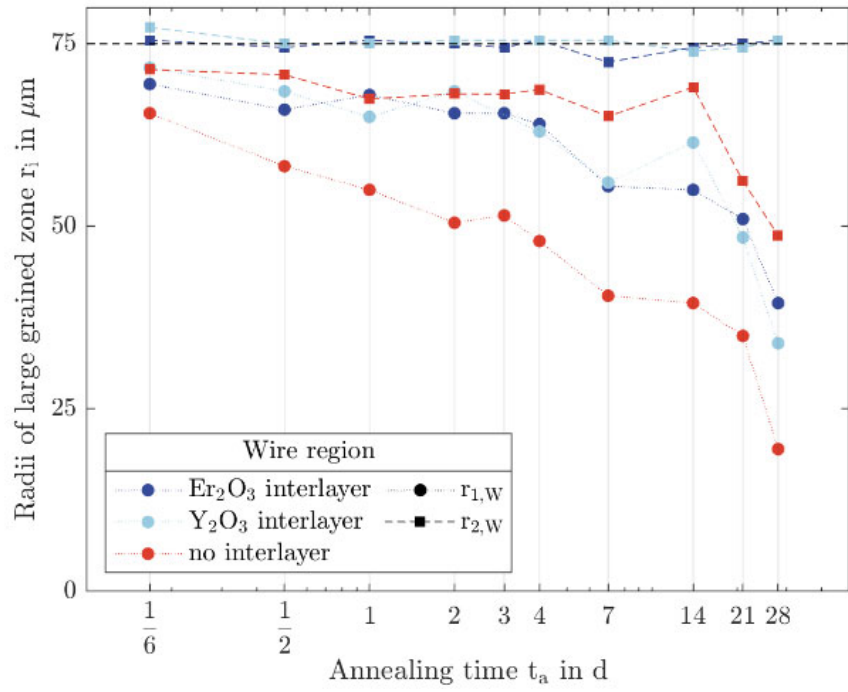 75
50
25
0
Radii of large grained zone rᵢ in μm
Wire region
Er₂O₃ interlayer
r₁,W
Y₂O₃ interlayer
r₂,W
no interlayer
1/6
1/2
1
2
3
4
7
14
21
28
Annealing time tₐ in d